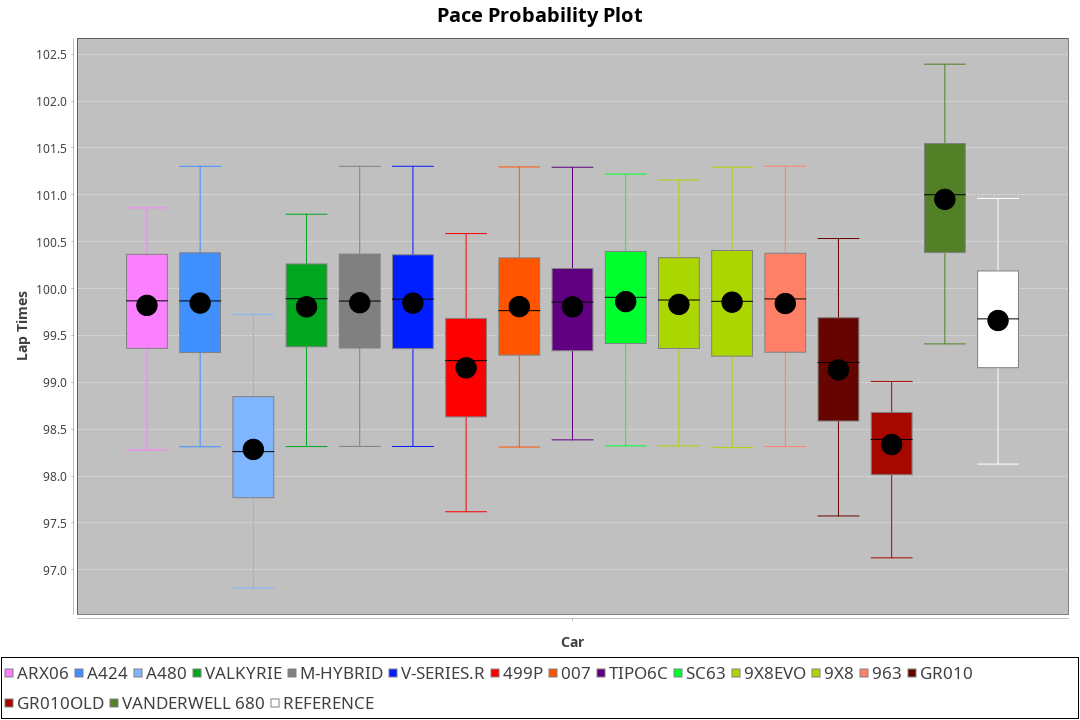 Pace Probability Plot
102.5
102.0
101.5
101.0
100.5
100.0
99.5
99.0
98.5
98.0
97.5
97.0
Lap Times
Car
ARX06 A424 A480 VALKYRIE M-HYBRID V-SERIES.R 499P 007 TIPO6C SC63 9X8EVO 9X8 963 GR010
GR010OLD VANDERWELL 680 REFERENCE